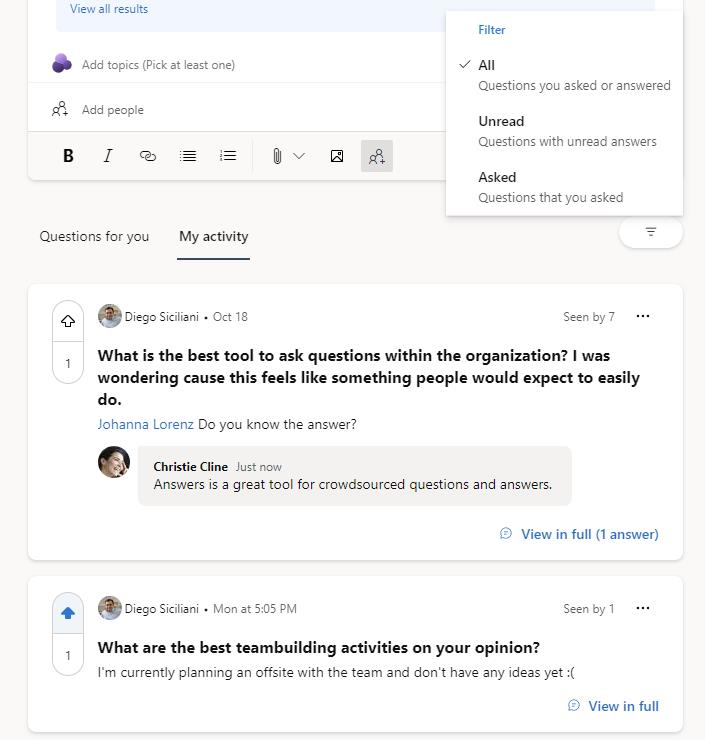 View all results
Filter
All
Questions you asked or answered
Unread
Questions with unread answers
Asked
Questions that you asked
Add topics (Pick at least one)
Add people
B I
Questions for you My activity
Diego Siciliani • Oct 18 Seen by 7 ...
1
What is the best tool to ask questions within the organization? I was
wondering cause this feels like something people would expect to easily
do.
Johanna Lorenz Do you know the answer?
Christie Cline Just now
Answers is a great tool for crowdsourced questions and answers.
View in full (1 answer)
Diego Siciliani • Mon at 5:05 PM Seen by 1 ...
1
What are the best teambuilding activities on your opinion?
I'm currently planning an offsite with the team and don't have any ideas yet :(
View in full